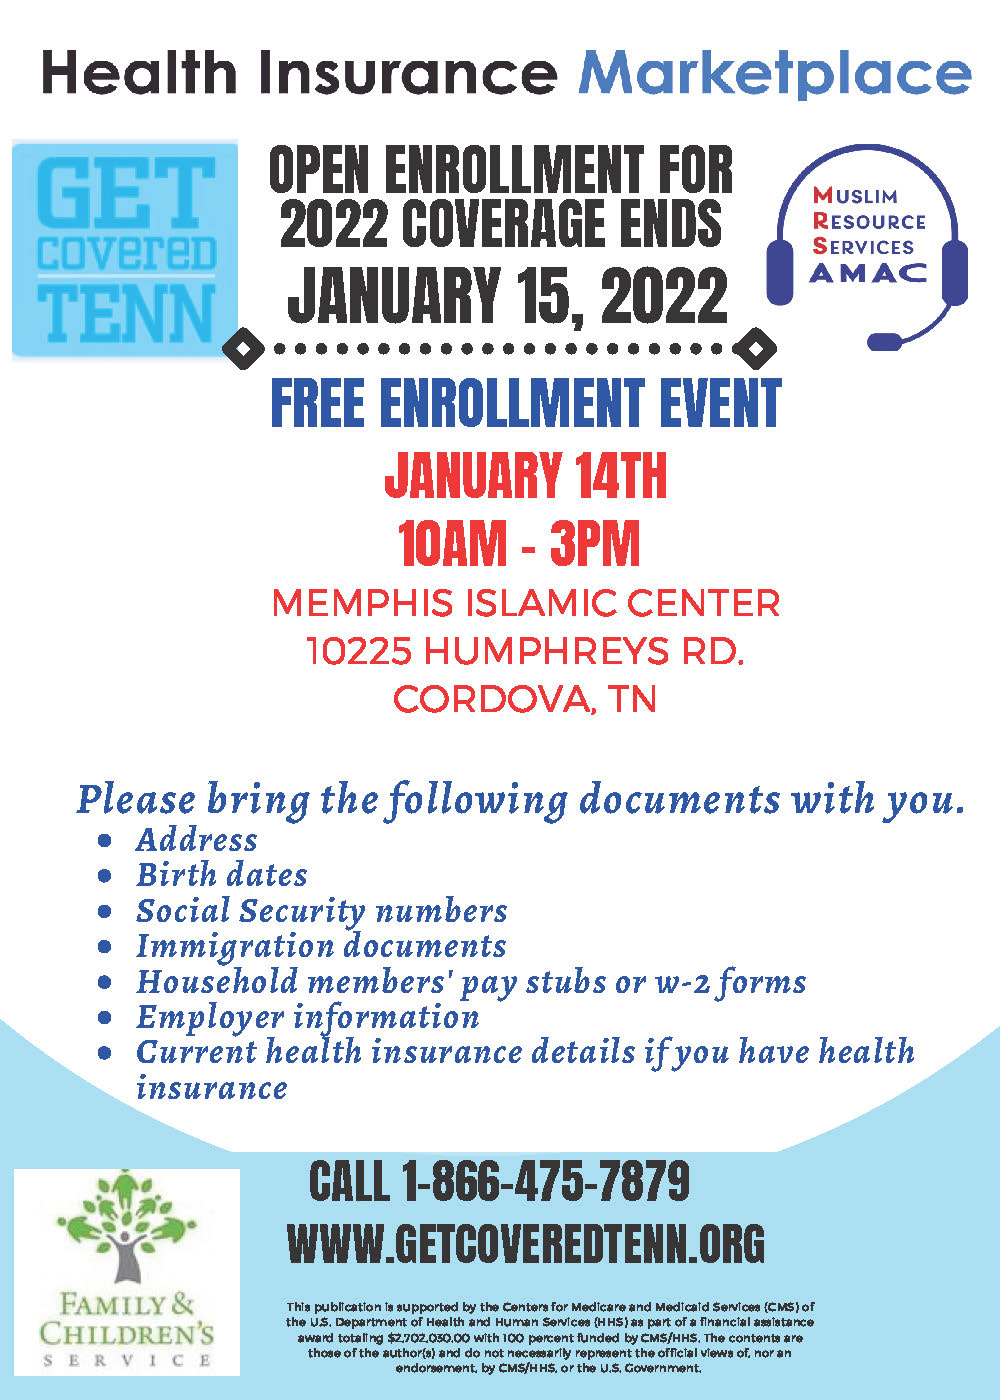 Health Insurance Marketplace
GET
covered
TENN
OPEN ENROLLMENT FOR
2022 COVERAGE ENDS
JANUARY 15, 2022
MUSLIM
RESOURCE
SERVICES
AMAC
FREE ENROLLMENT EVENT
JANUARY 14TH
10AM - 3PM
MEMPHIS ISLAMIC CENTER
10225 HUMPHREYS RD.
CORDOVA, TN
Please bring the following documents with you.
• Address
• Birth dates
• Social Security numbers
• Immigration documents
• Household members' pay stubs or w-2 forms
• Employer information
• Current health insurance details if you have health
insurance
CALL 1-866-475-7879
WWW.GETCOVEREDTENN.ORG
FAMILY &
CHILDREN'S
SERVICE
This publication is supported by the Centers for Medicare and Medicaid Services (CMS) of
the U.S. Department of Health and Human Services (HHS) as part of a financial assistance
award totaling $2,702,030.00 with 100 percent funded by CMS/HHS. The contents are
those of the author(s) and do not necessarily represent the official views of, nor an
endorsement, by CMS/HHS, or the U.S. Government.